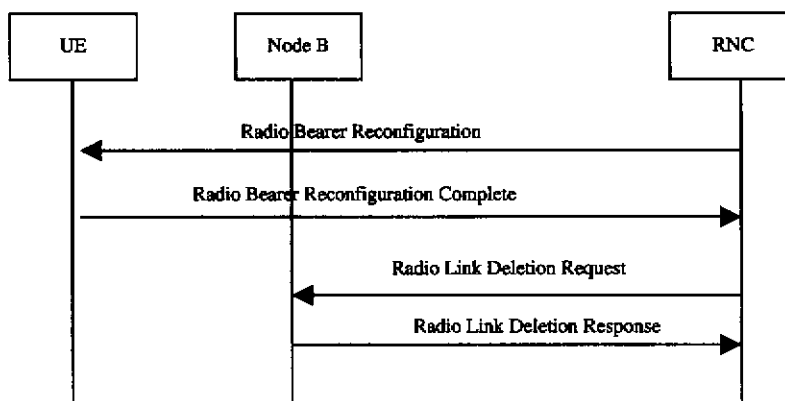 UE
Node B
RNC
Radio Bearer Reconfiguration
Radio Bearer Reconfiguration Complete
Radio Link Deletion Request
Radio Link Deletion Response